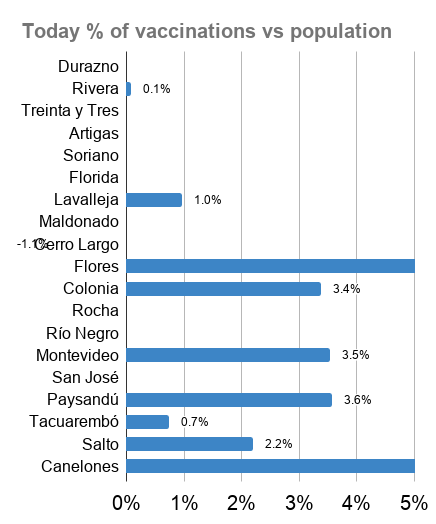 Today % of vaccinations vs population
Durazno
Rivera 0.1%
Treinta y Tres
Artigas
Soriano
Florida
Lavalleja 1.0%
Maldonado
-1.1% Cerro Largo
Flores
Colonia 3.4%
Rocha
Río Negro
Montevideo 3.5%
San José
Paysandú 3.6%
Tacuarembó 0.7%
Salto 2.2%
Canelones
0% 1% 2% 3% 4% 5%